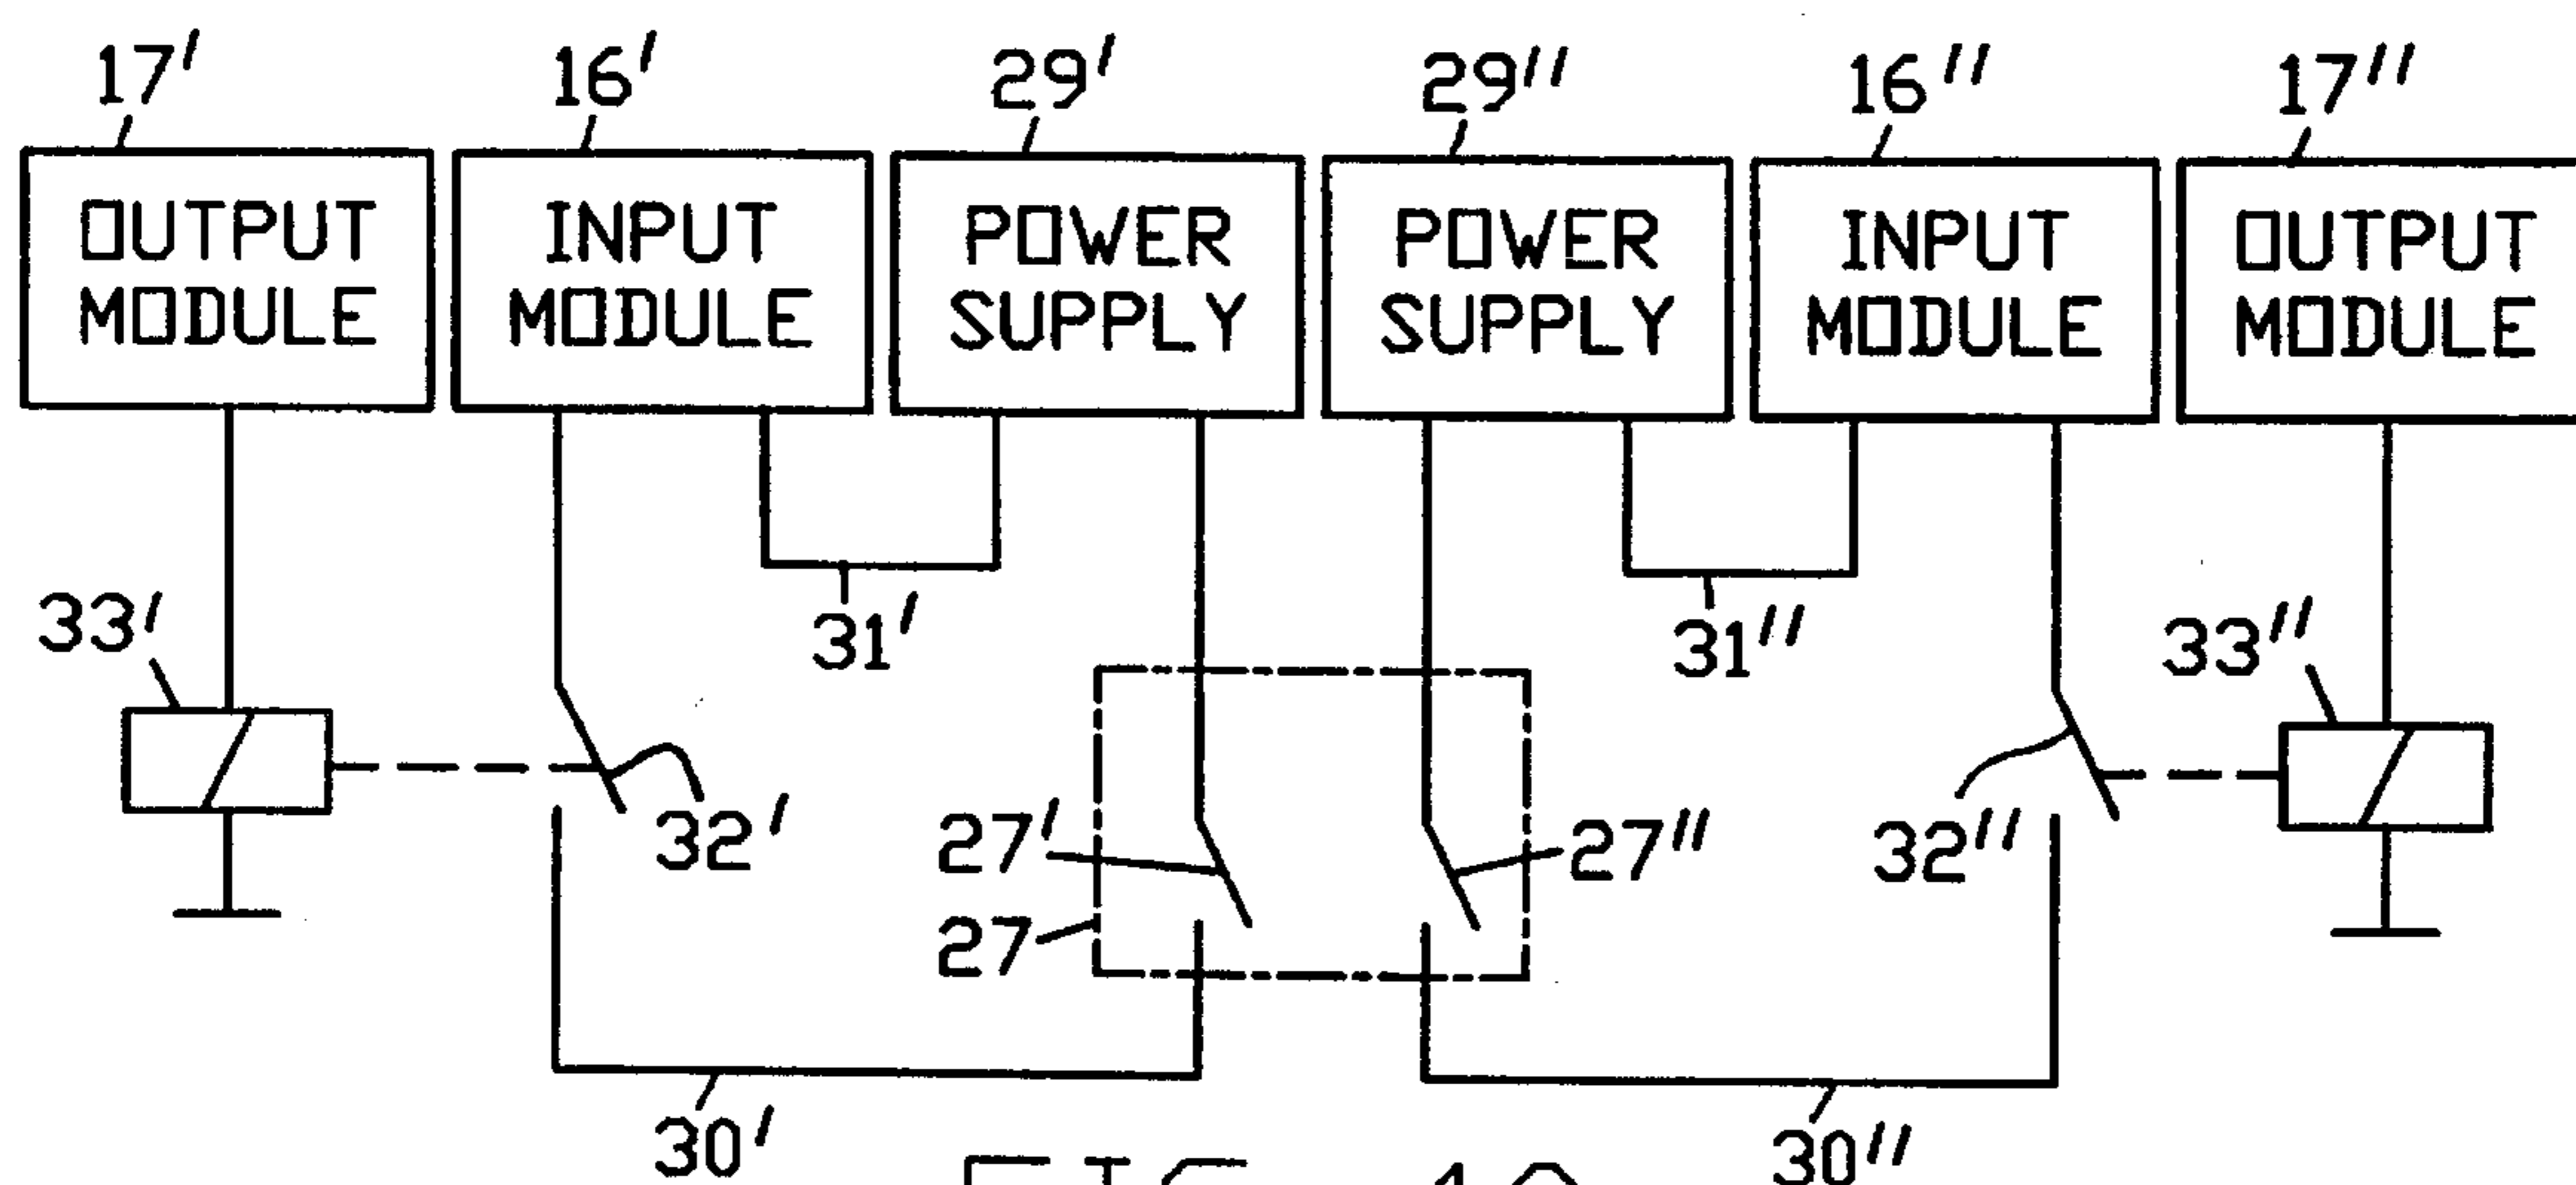 17' 16' 29' 29'' 16'' 17''
OUTPUT MODULE
INPUT MODULE
POWER SUPPLY
POWER SUPPLY
INPUT MODULE
OUTPUT MODULE
31' 31''
33' 33''
32' 27' 27'' 32''
27
30' 30''